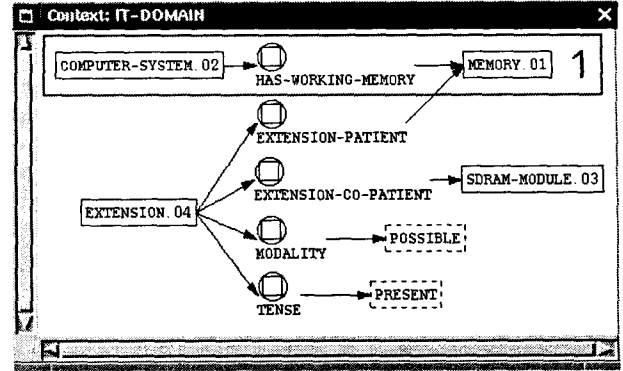 Context: IT-DOMAIN
COMPUTER-SYSTEM.02
HAS-WORKING-MEMORY
MEMORY.01
1
EXTENSION-PATIENT
EXTENSION-CO-PATIENT
SDRAM-MODULE.03
EXTENSION.04
MODALITY
POSSIBLE
TENSE
PRESENT